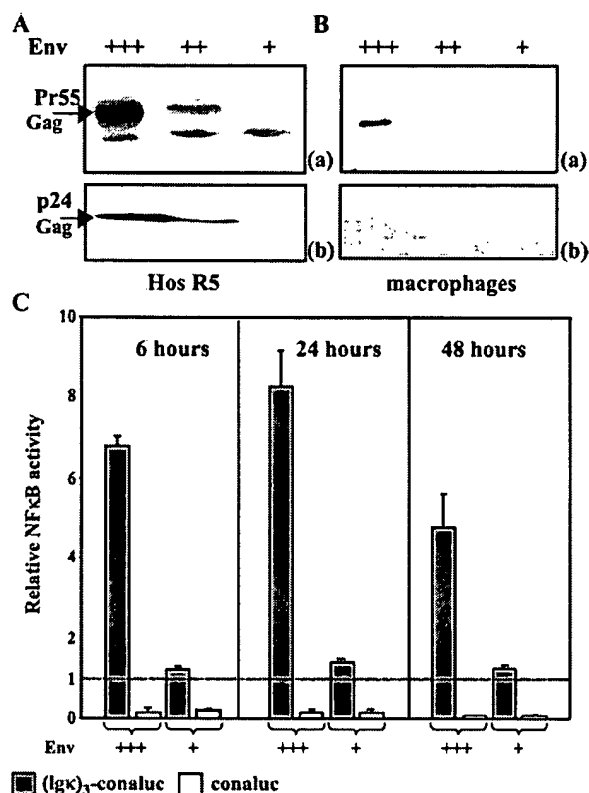 A
B
Env +++ ++ + +++ ++ +
Pr55
Gag
(a) (a)
p24
Gag
(b) (b)
Hos R5 macrophages
C
10
6 hours 24 hours 48 hours
8
6
4
2
1
0
Relative NFκB activity
Env +++ + +++ + +++ +
(Igκ)₃-conaluc conaluc